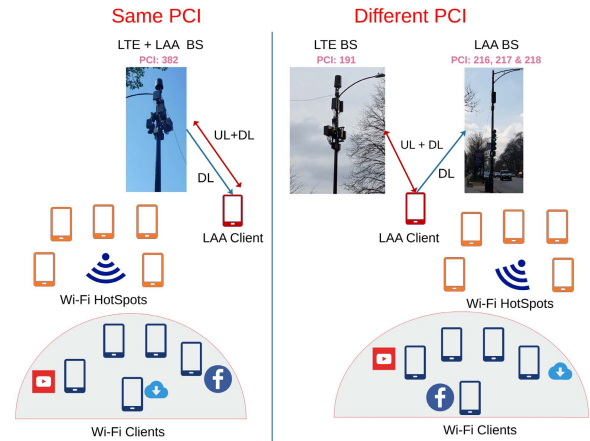 Same PCI
LTE + LAA BS
PCI: 382
UL+DL
DL
LAA Client
Wi-Fi HotSpots
Wi-Fi Clients
Different PCI
LTE BS
PCI: 191
LAA BS
PCI: 216, 217 & 218
UL + DL
DL
LAA Client
Wi-Fi HotSpots
Wi-Fi Clients